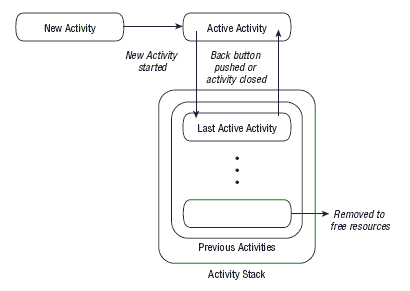 New Activity
Active Activity
New Activity
started
Back button
pushed or
activity closed
Last Active Activity
Removed to
free resources
Previous Activities
Activity Stack